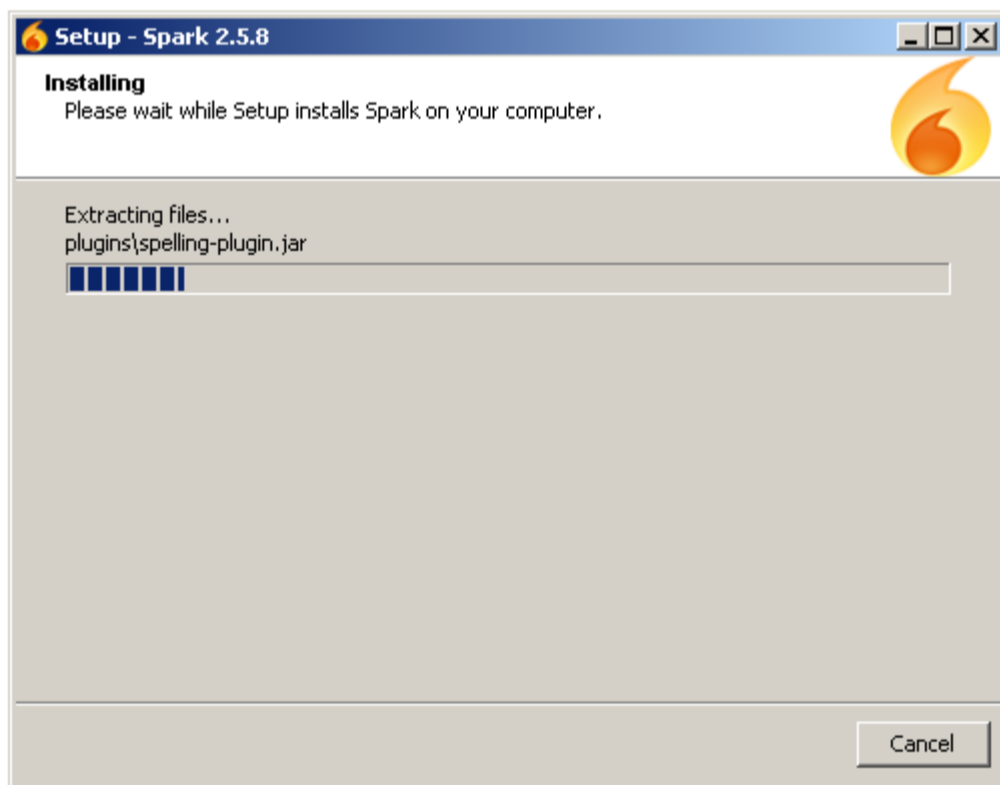 Setup - Spark 2.5.8
Installing
Please wait while Setup installs Spark on your computer.
Extracting files...
plugins\spelling-plugin.jar
Cancel